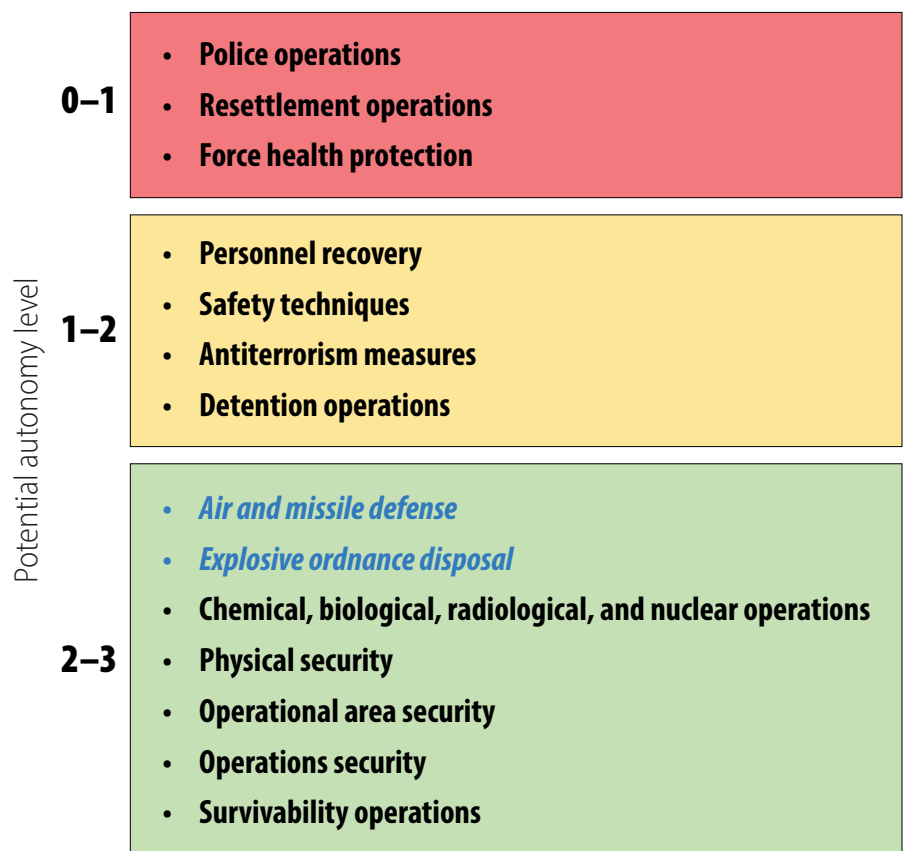 Potential autonomy level
0–1
• Police operations
• Resettlement operations
• Force health protection
1–2
• Personnel recovery
• Safety techniques
• Antiterrorism measures
• Detention operations
2–3
• Air and missile defense
• Explosive ordnance disposal
• Chemical, biological, radiological, and nuclear operations
• Physical security
• Operational area security
• Operations security
• Survivability operations